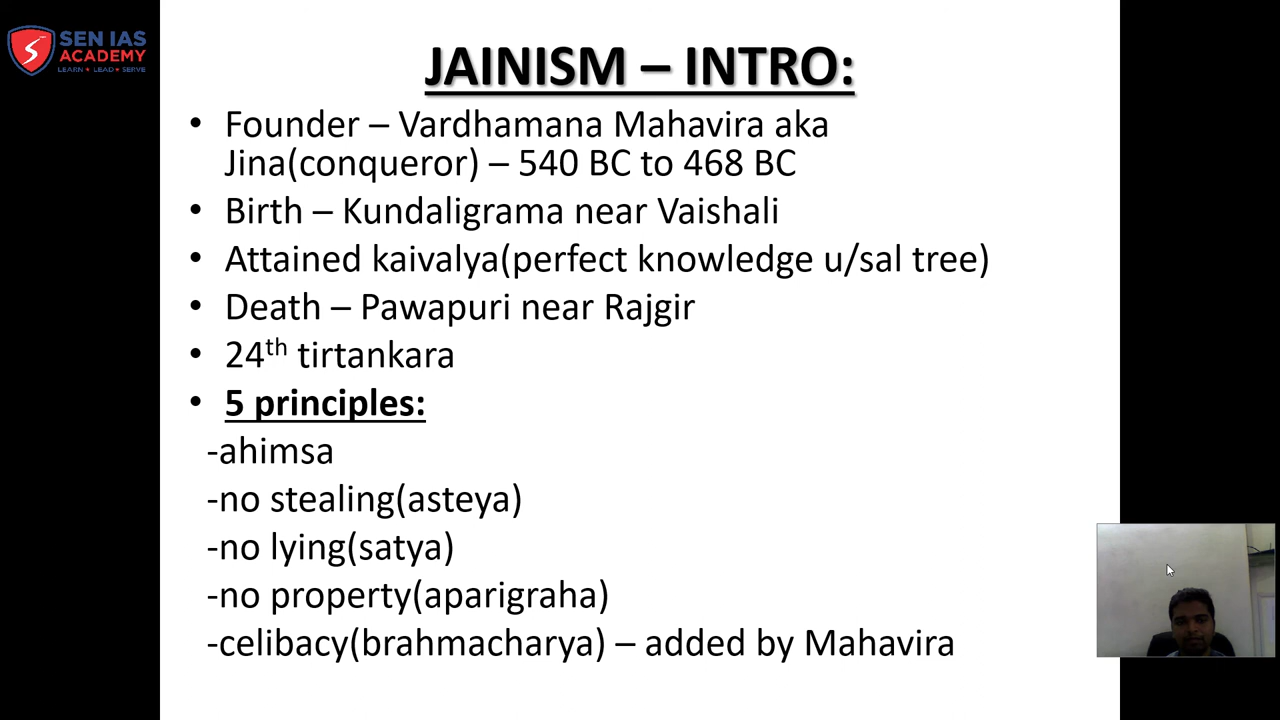 SEN IAS
ACADEMY
LEARN ★ LEAD ★ SERVE
JAINISM – INTRO:
• Founder – Vardhamana Mahavira aka
Jina(conqueror) – 540 BC to 468 BC
• Birth – Kundaligrama near Vaishali
• Attained kaivalya(perfect knowledge u/sal tree)
• Death – Pawapuri near Rajgir
• 24th tirtankara
• 5 principles:
-ahimsa
-no stealing(asteya)
-no lying(satya)
-no property(aparigraha)
-celibacy(brahmacharya) – added by Mahavira